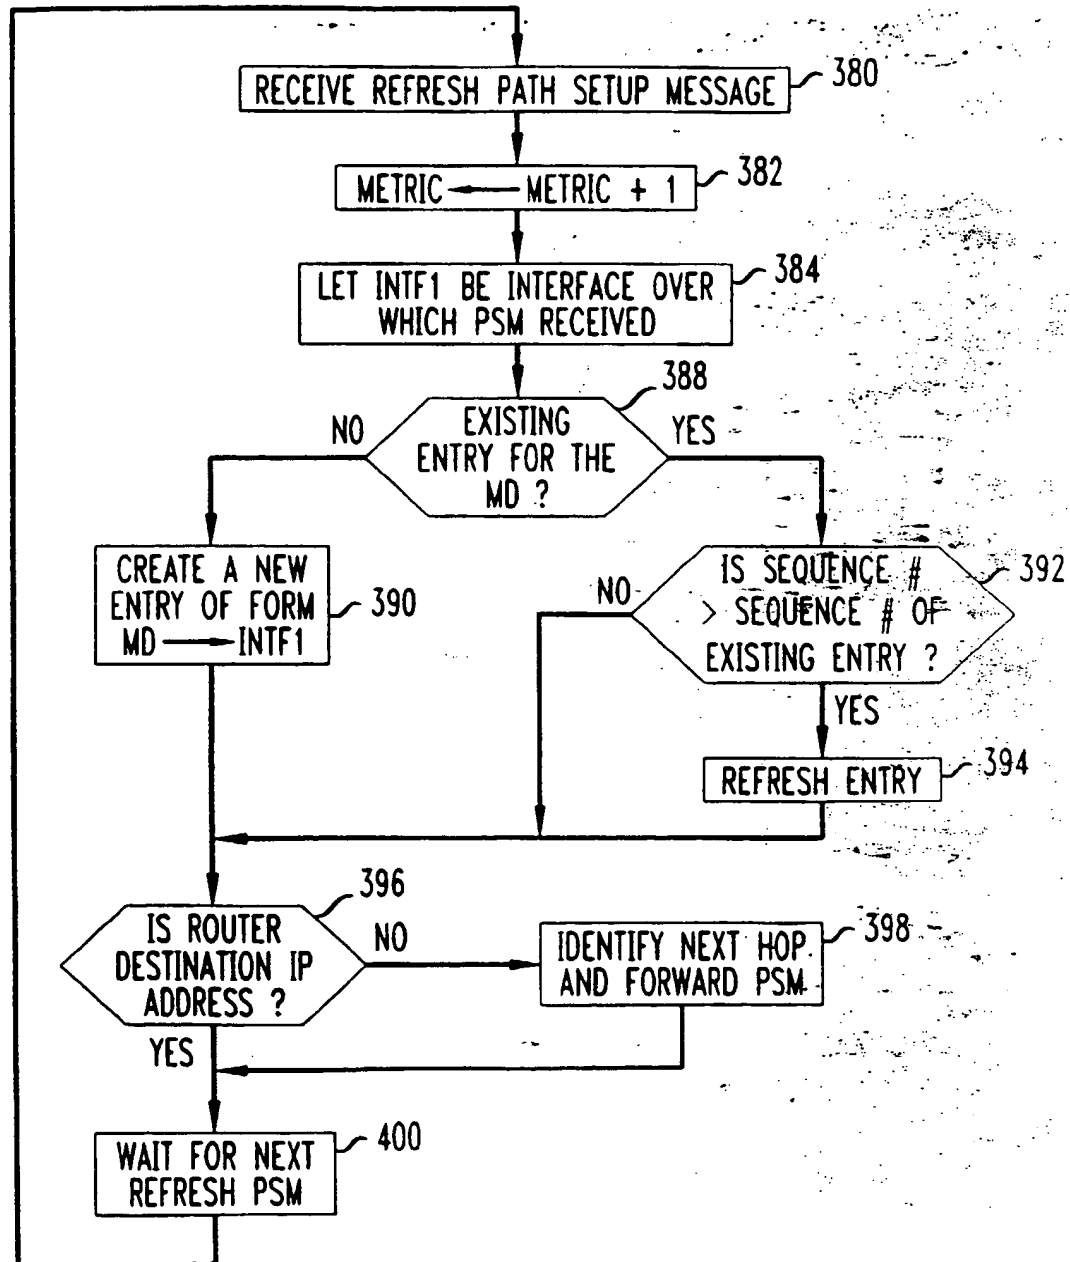 RECEIVE REFRESH PATH SETUP MESSAGE
380
METRIC ← METRIC + 1
382
LET INTF1 BE INTERFACE OVER
WHICH PSM RECEIVED
384
388
EXISTING
ENTRY FOR THE
MD ?
NO
YES
CREATE A NEW
ENTRY OF FORM
MD → INTF1
390
IS SEQUENCE #
> SEQUENCE # OF
EXISTING ENTRY ?
392
NO
YES
REFRESH ENTRY
394
396
IS ROUTER
DESTINATION IP
ADDRESS ?
NO
YES
IDENTIFY NEXT HOP
AND FORWARD PSM
398
WAIT FOR NEXT
REFRESH PSM
400